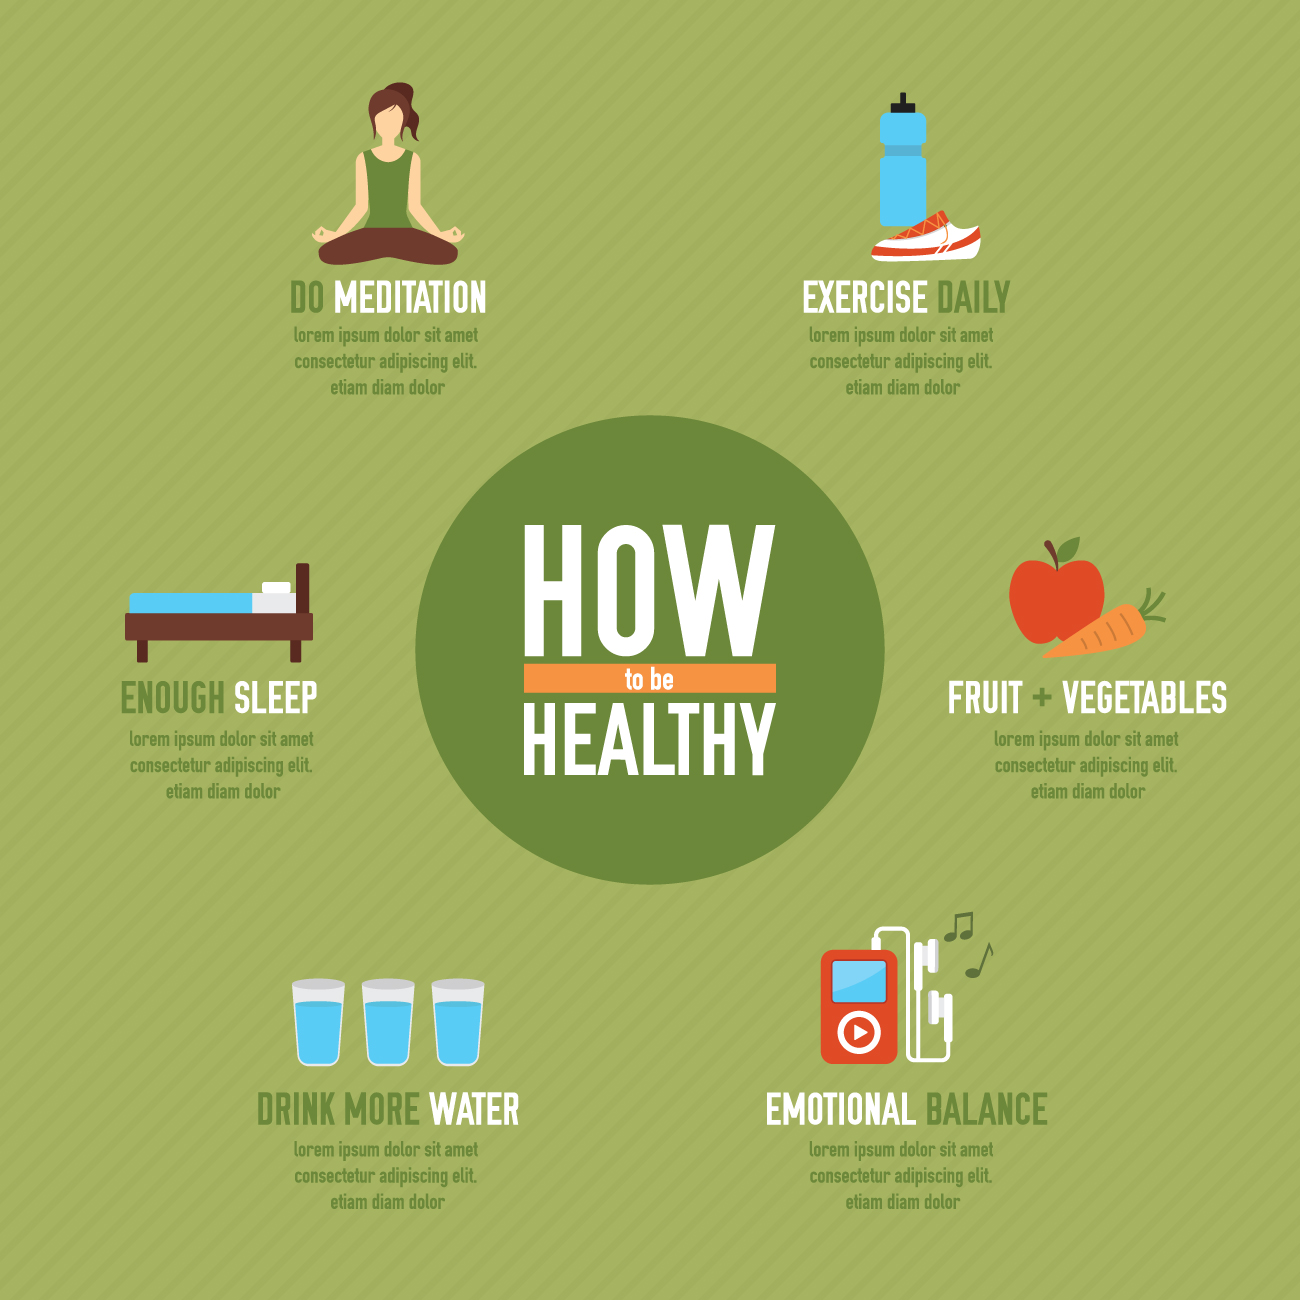 DO MEDITATION
lorem ipsum dolor sit amet
consectetur adipiscing elit.
etiam diam dolor
EXERCISE DAILY
lorem ipsum dolor sit amet
consectetur adipiscing elit.
etiam diam dolor
HOW
to be
HEALTHY
ENOUGH SLEEP
lorem ipsum dolor sit amet
consectetur adipiscing elit.
etiam diam dolor
FRUIT + VEGETABLES
lorem ipsum dolor sit amet
consectetur adipiscing elit.
etiam diam dolor
DRINK MORE WATER
lorem ipsum dolor sit amet
consectetur adipiscing elit.
etiam diam dolor
EMOTIONAL BALANCE
lorem ipsum dolor sit amet
consectetur adipiscing elit.
etiam diam dolor